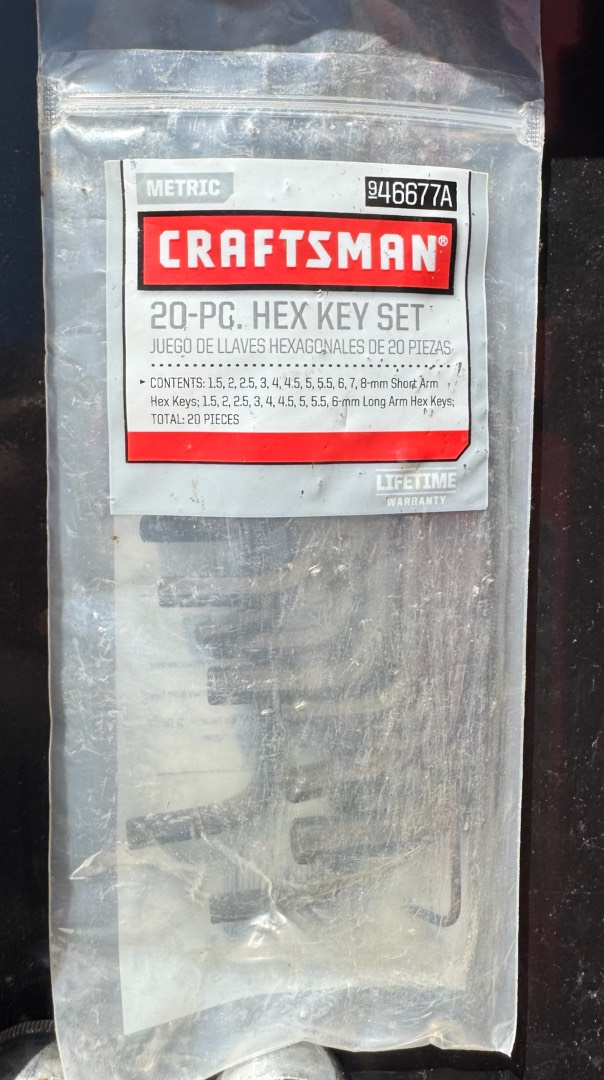 METRIC
946677A
CRAFTSMAN®
20-PC. HEX KEY SET
JUEGO DE LLAVES HEXAGONALES DE 20 PIEZAS
▸ CONTENTS: 1.5, 2, 2.5, 3, 4, 4.5, 5, 5.5, 6, 7, 8-mm Short Arm
Hex Keys; 1.5, 2, 2.5, 3, 4, 4.5, 5, 5.5, 6-mm Long Arm Hex Keys;
TOTAL: 20 PIECES
LIFETIME
WARRANTY